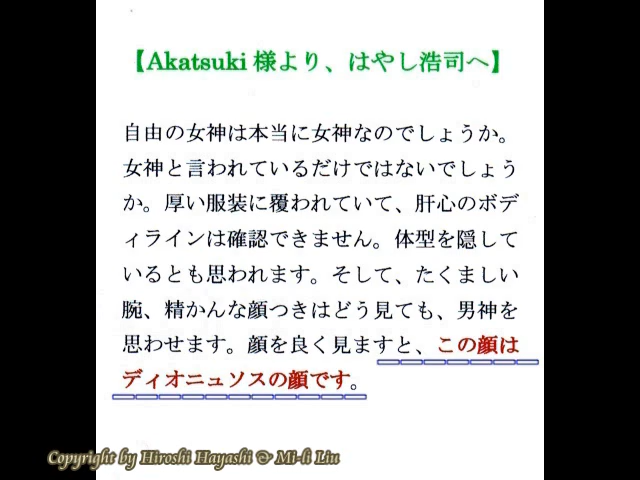 【Akatsuki 様より、はやし浩司へ】
自由の女神は本当に女神なのでしょうか。
女神と言われているだけではないでしょう
か。厚い服装に覆われていて、肝心のボデ
ィラインは確認できません。体型を隠して
いるとも思われます。そして、たくましい
腕、精かんな顔つきはどう見ても、男神を
思わせます。顔を良く見ますと、この顔は
ディオニュソスの顔です。
Copyright by Hiroshi Hayashi & Mi-li Liu